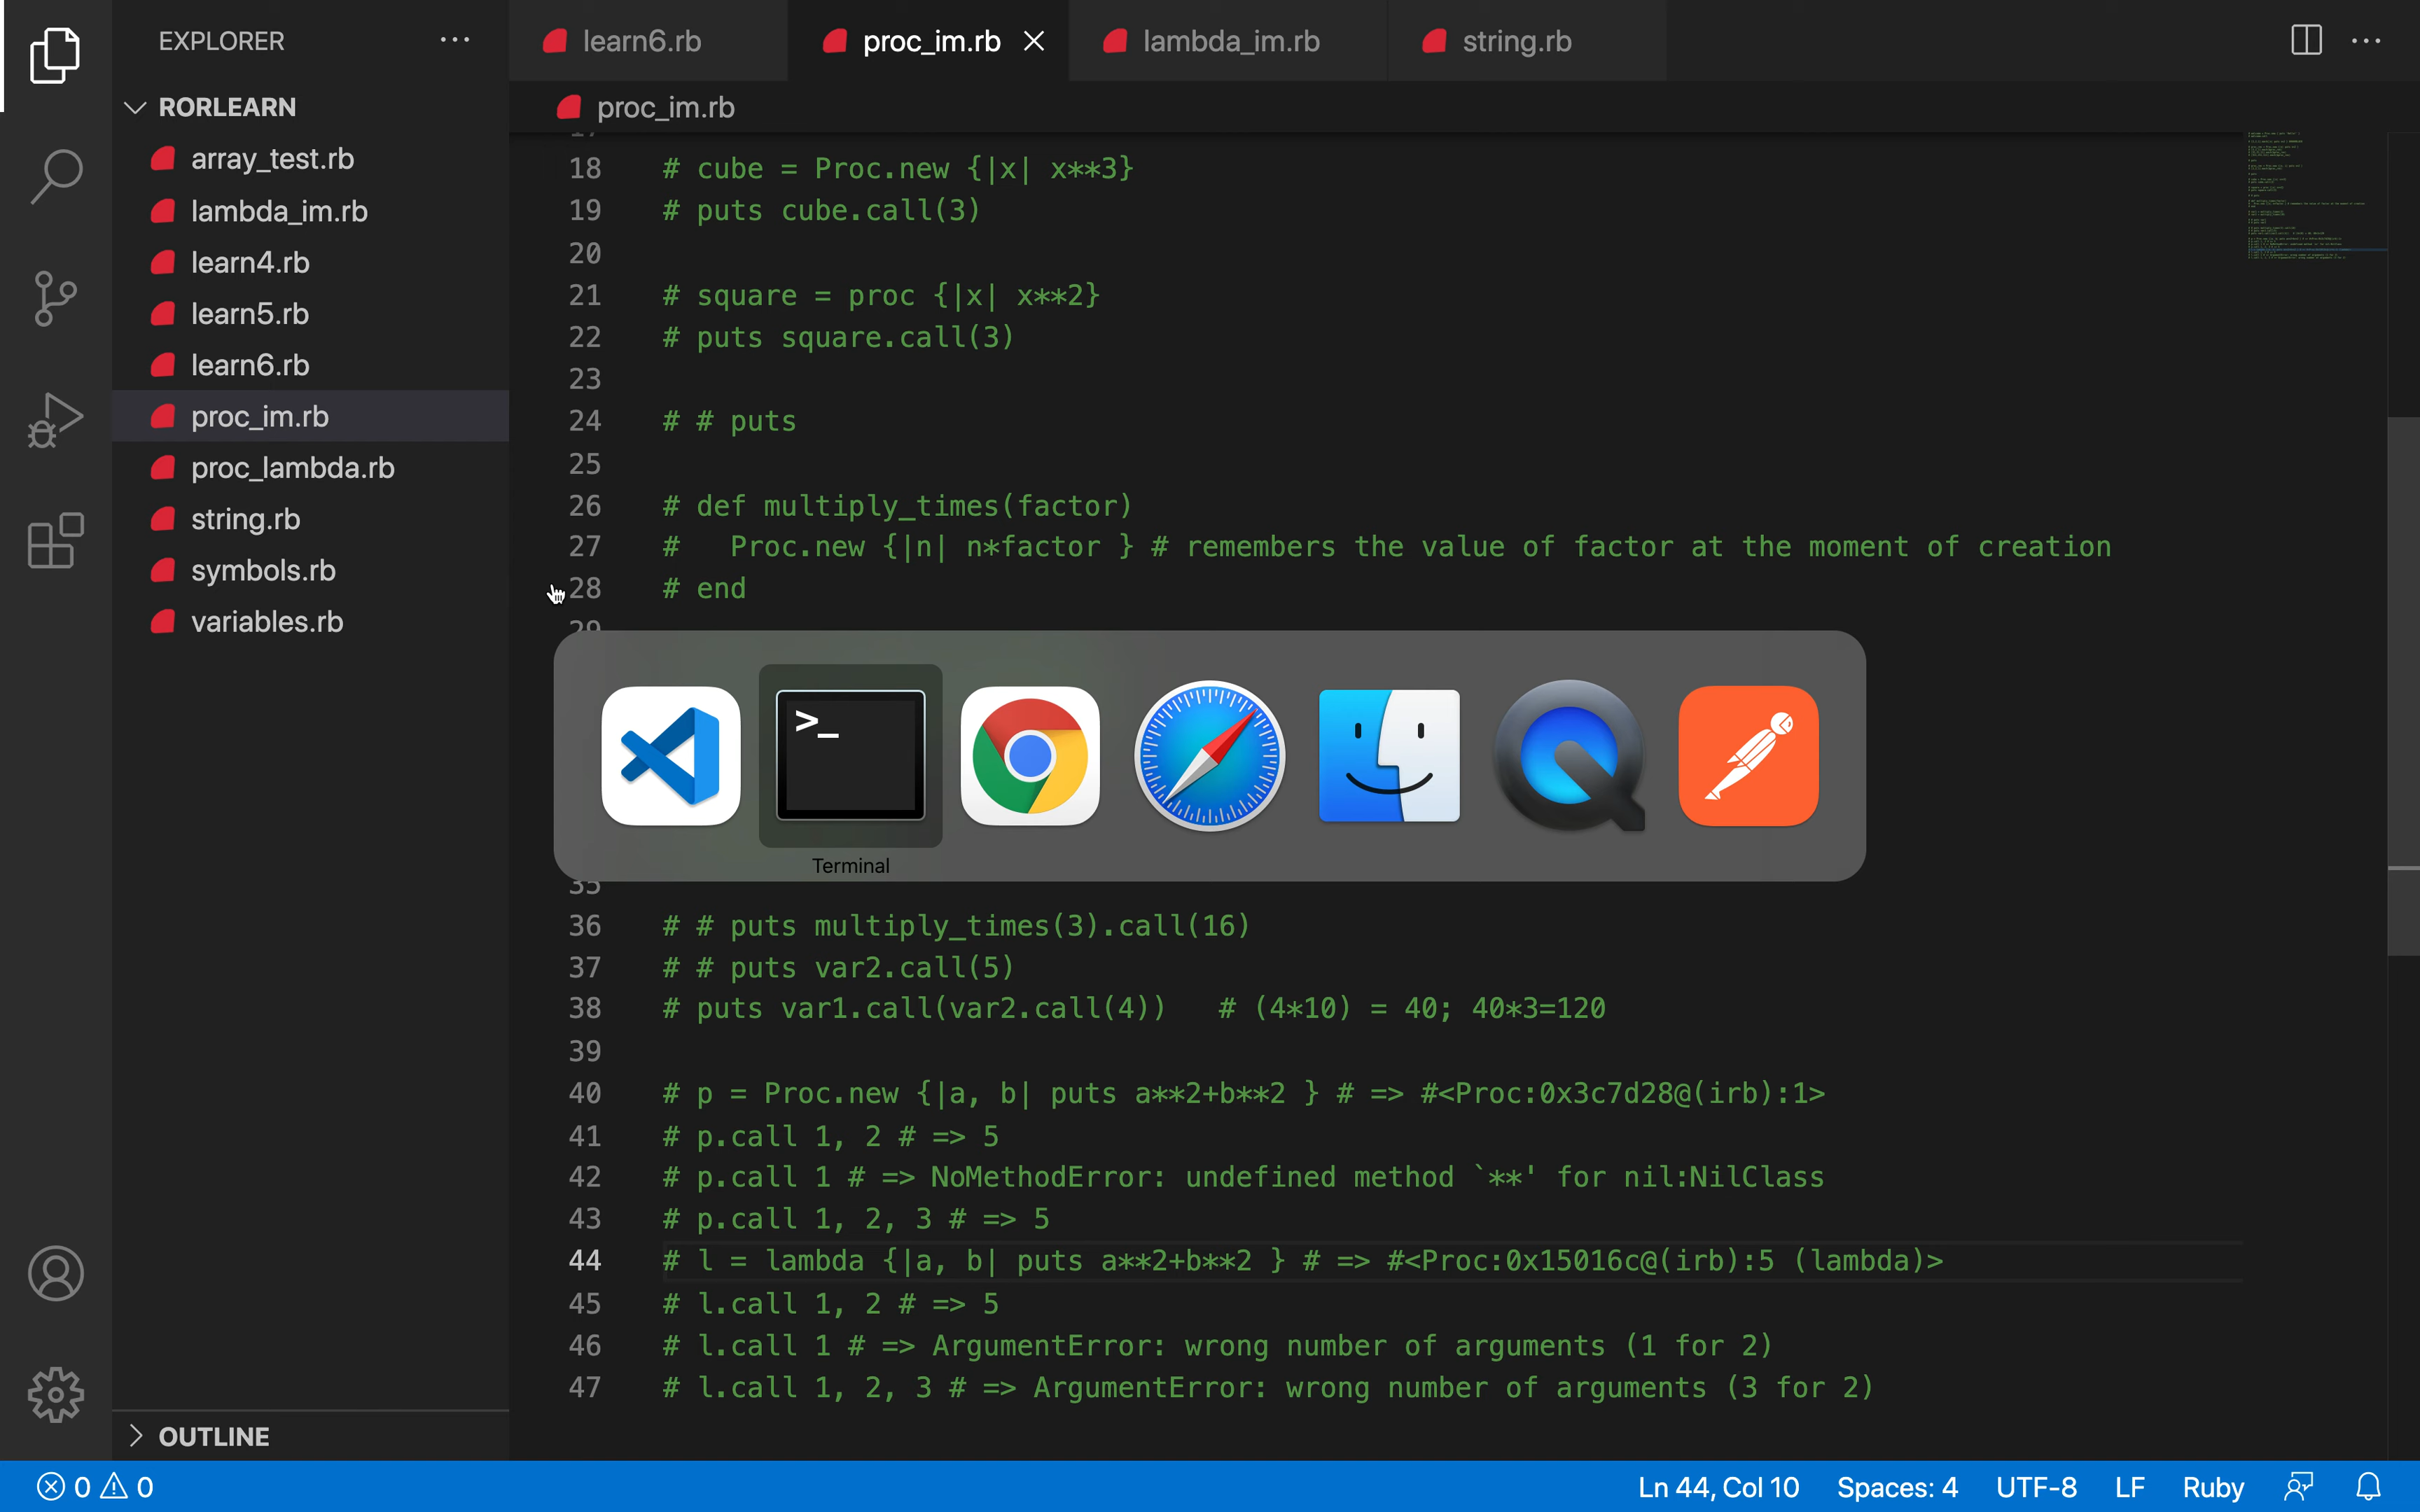 EXPLORER
RORLEARN
array_test.rb
lambda_im.rb
learn4.rb
learn5.rb
learn6.rb
proc_im.rb
proc_lambda.rb
string.rb
symbols.rb
variables.rb
OUTLINE
learn6.rb
proc_im.rb
lambda_im.rb
string.rb
proc_im.rb
18 # cube = Proc.new {|x| x**3}
19 # puts cube.call(3)
20
21 # square = proc {|x| x**2}
22 # puts square.call(3)
23
24 # # puts
25
26 # def multiply_times(factor)
27 #   Proc.new {|n| n*factor } # remembers the value of factor at the moment of creation
28 # end
29
>_
Terminal
35
36 # # puts multiply_times(3).call(16)
37 # # puts var2.call(5)
38 # puts var1.call(var2.call(4))   # (4*10) = 40; 40*3=120
39
40 # p = Proc.new {|a, b| puts a**2+b**2 } # => #<Proc:0x3c7d28@(irb):1>
41 # p.call 1, 2 # => 5
42 # p.call 1 # => NoMethodError: undefined method `**' for nil:NilClass
43 # p.call 1, 2, 3 # => 5
44 # l = lambda {|a, b| puts a**2+b**2 } # => #<Proc:0x15016c@(irb):5 (lambda)>
45 # l.call 1, 2 # => 5
46 # l.call 1 # => ArgumentError: wrong number of arguments (1 for 2)
47 # l.call 1, 2, 3 # => ArgumentError: wrong number of arguments (3 for 2)
0 0
Ln 44, Col 10
Spaces: 4
UTF-8
LF
Ruby